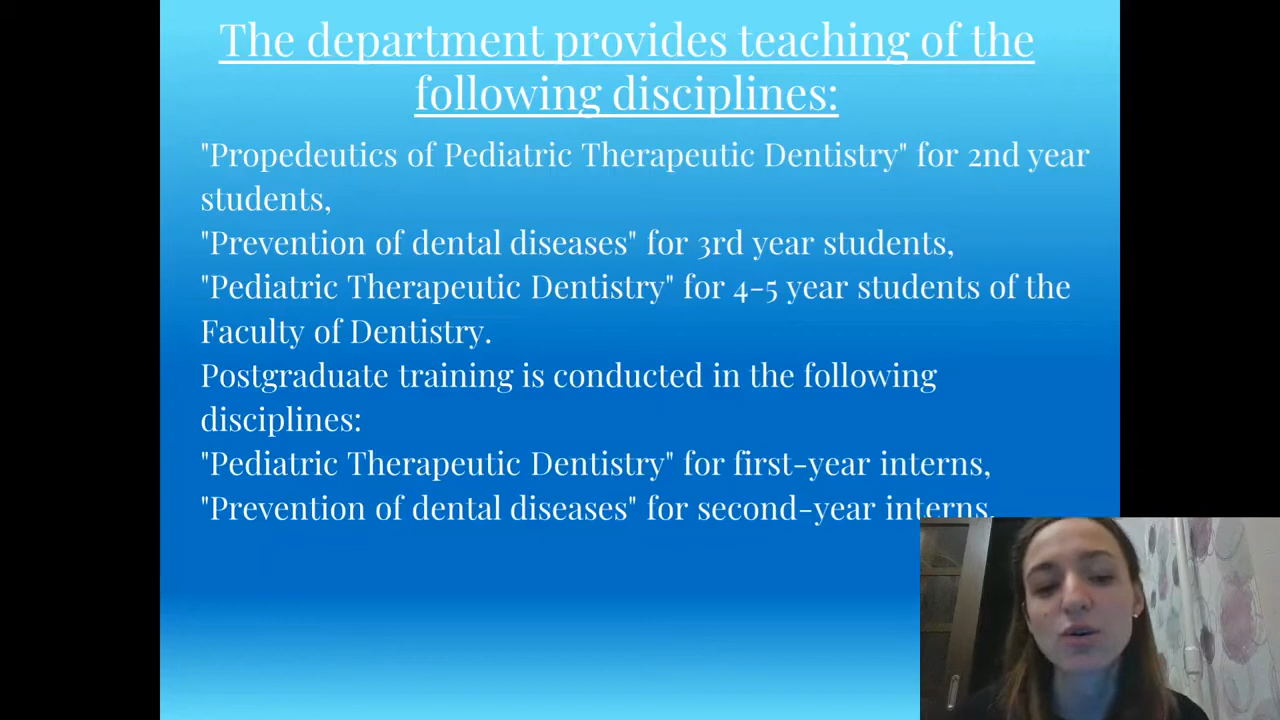 The department provides teaching of the
following disciplines:
"Propedeutics of Pediatric Therapeutic Dentistry" for 2nd year
students,
"Prevention of dental diseases" for 3rd year students,
"Pediatric Therapeutic Dentistry" for 4-5 year students of the
Faculty of Dentistry.
Postgraduate training is conducted in the following
disciplines:
"Pediatric Therapeutic Dentistry" for first-year interns,
"Prevention of dental diseases" for second-year interns.